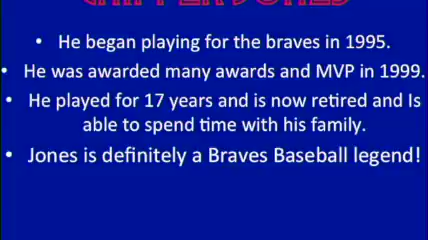 CHIPPER JONES
• He began playing for the braves in 1995.
• He was awarded many awards and MVP in 1999.
• He played for 17 years and is now retired and Is
able to spend time with his family.
• Jones is definitely a Braves Baseball legend!